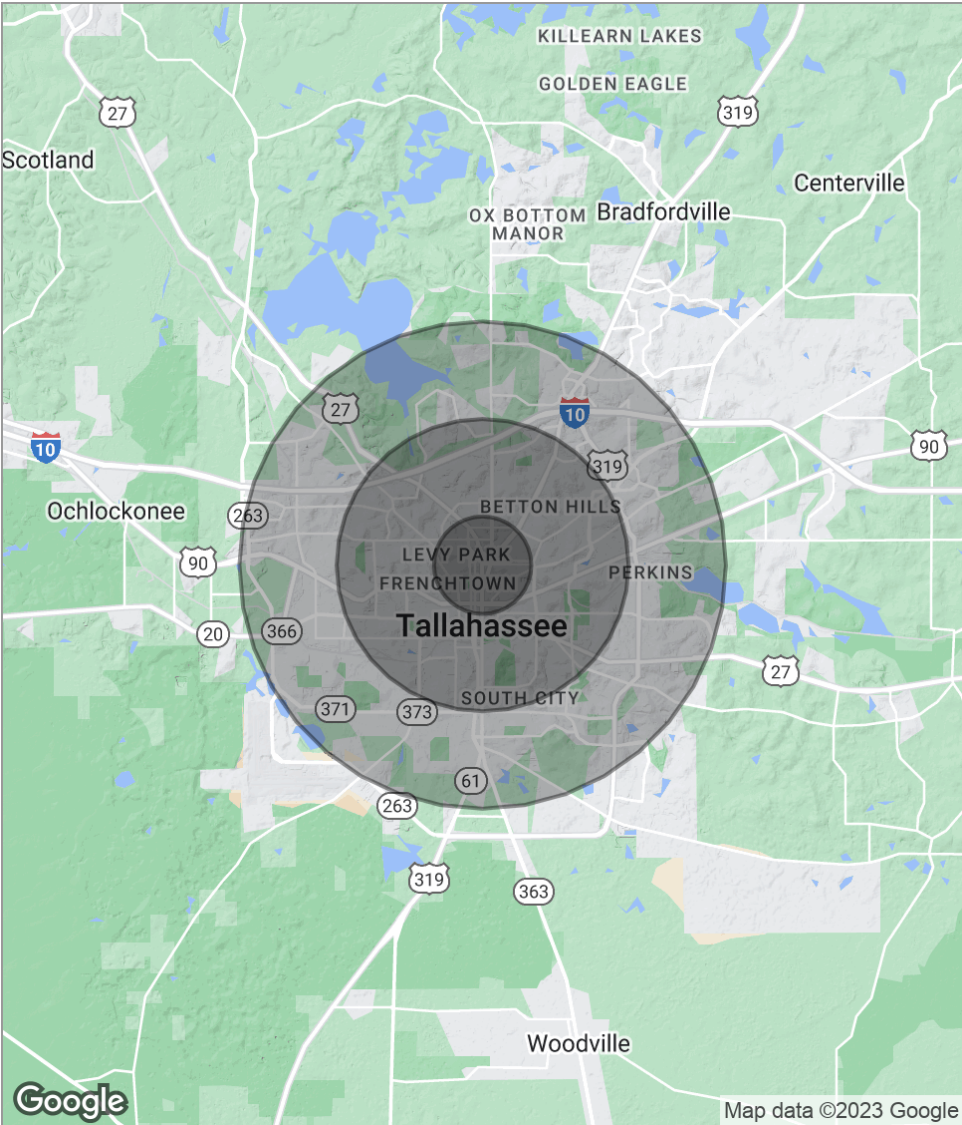 KILLEARN LAKES
GOLDEN EAGLE
27
319
Scotland
Centerville
OX BOTTOM
MANOR
Bradfordville
27
10
10
90
319
Ochlockonee
BETTON HILLS
263
LEVY PARK
90
PERKINS
FRENCHTOWN
Tallahassee
20
366
27
SOUTH CITY
371
373
61
263
319
363
Woodville
Google
Map data ©2023 Google